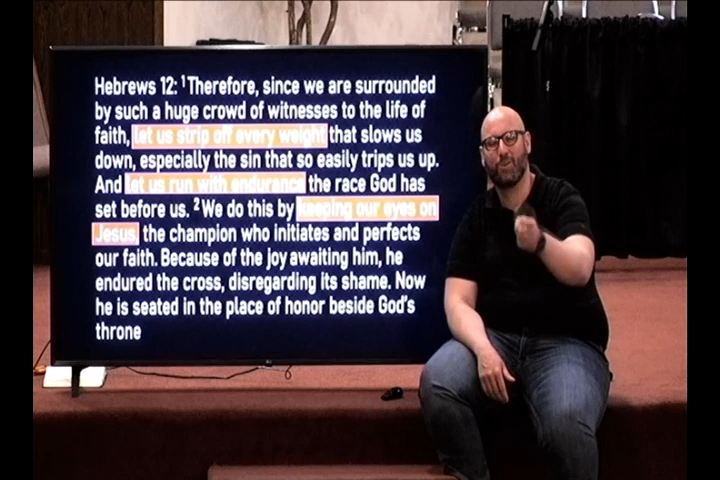 Hebrews 12: ¹Therefore, since we are surrounded
by such a huge crowd of witnesses to the life of
faith, let us strip off every weight that slows us
down, especially the sin that so easily trips us up.
And let us run with endurance the race God has
set before us. ²We do this by keeping our eyes on
Jesus, the champion who initiates and perfects
our faith. Because of the joy awaiting him, he
endured the cross, disregarding its shame. Now
he is seated in the place of honor beside God's
throne